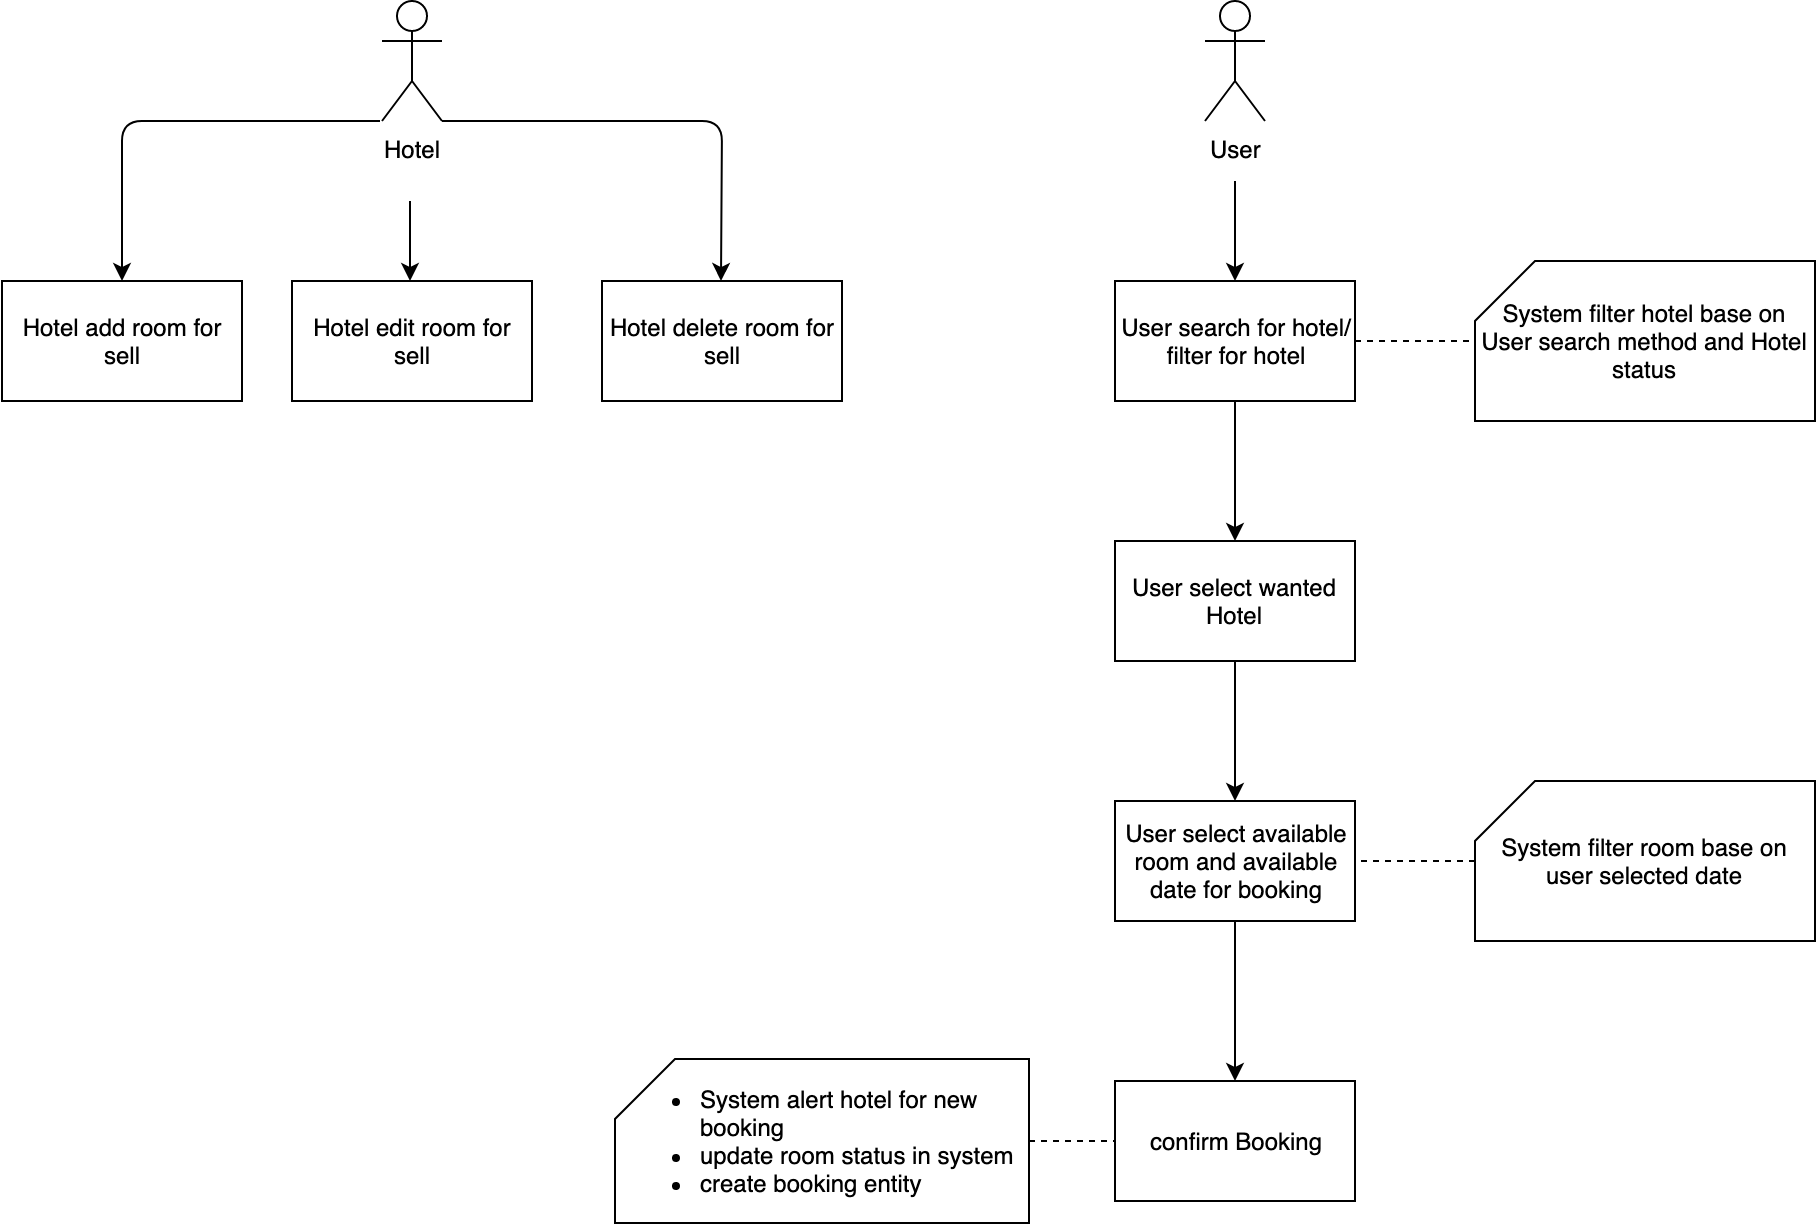 Hotel
User
Hotel add room for
sell
Hotel edit room for
sell
Hotel delete room for
sell
User search for hotel/
filter for hotel
System filter hotel base on
User search method and Hotel
status
User select wanted
Hotel
User select available
room and available
date for booking
System filter room base on
user selected date
• System alert hotel for new
booking
• update room status in system
• create booking entity
confirm Booking